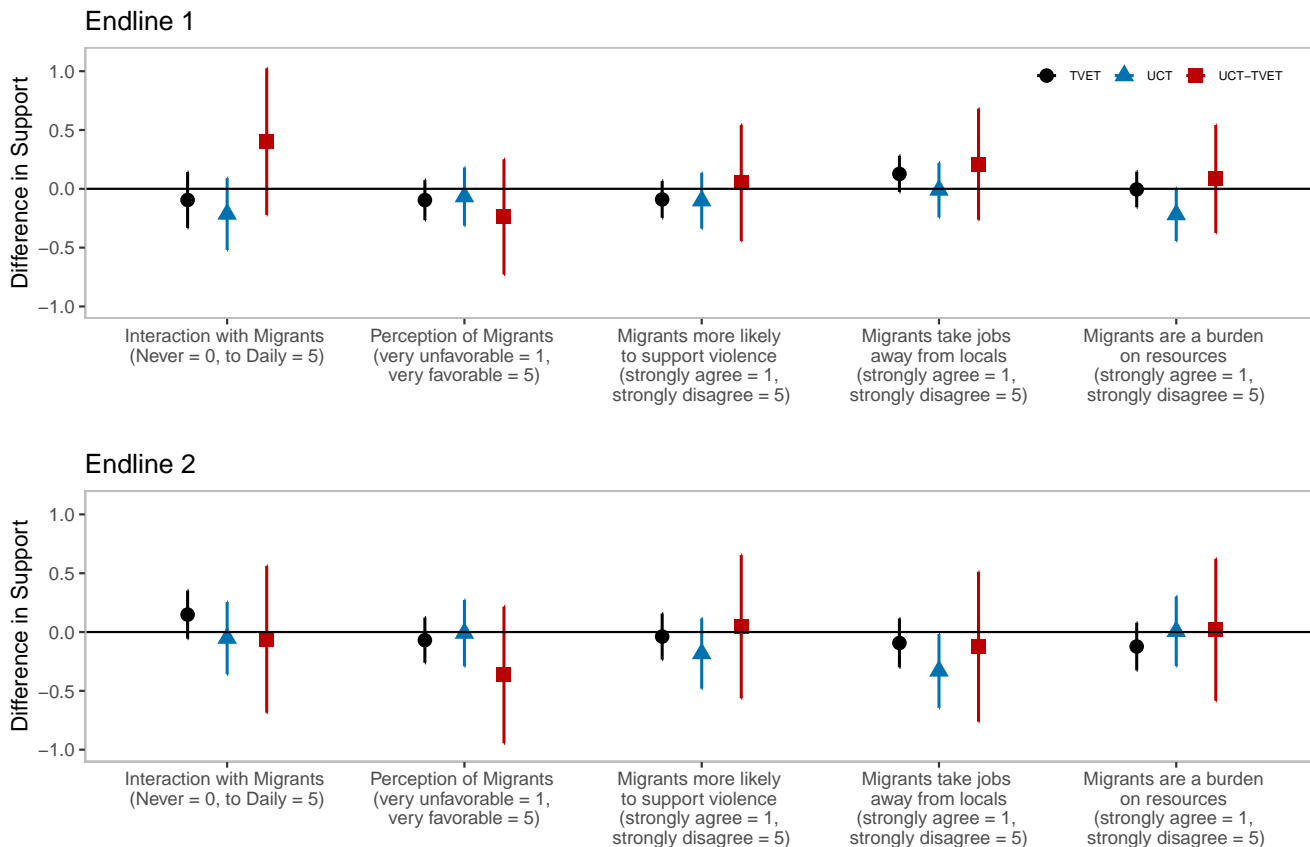 Endline 1
Difference in Support
1.0
0.5
0.0
−0.5
−1.0
TVET UCT UCT−TVET
Interaction with Migrants
(Never = 0, to Daily = 5)
Perception of Migrants
(very unfavorable = 1,
very favorable = 5)
Migrants more likely
to support violence
(strongly agree = 1,
strongly disagree = 5)
Migrants take jobs
away from locals
(strongly agree = 1,
strongly disagree = 5)
Migrants are a burden
on resources
(strongly agree = 1,
strongly disagree = 5)
Endline 2
Difference in Support
1.0
0.5
0.0
−0.5
−1.0
Interaction with Migrants
(Never = 0, to Daily = 5)
Perception of Migrants
(very unfavorable = 1,
very favorable = 5)
Migrants more likely
to support violence
(strongly agree = 1,
strongly disagree = 5)
Migrants take jobs
away from locals
(strongly agree = 1,
strongly disagree = 5)
Migrants are a burden
on resources
(strongly agree = 1,
strongly disagree = 5)